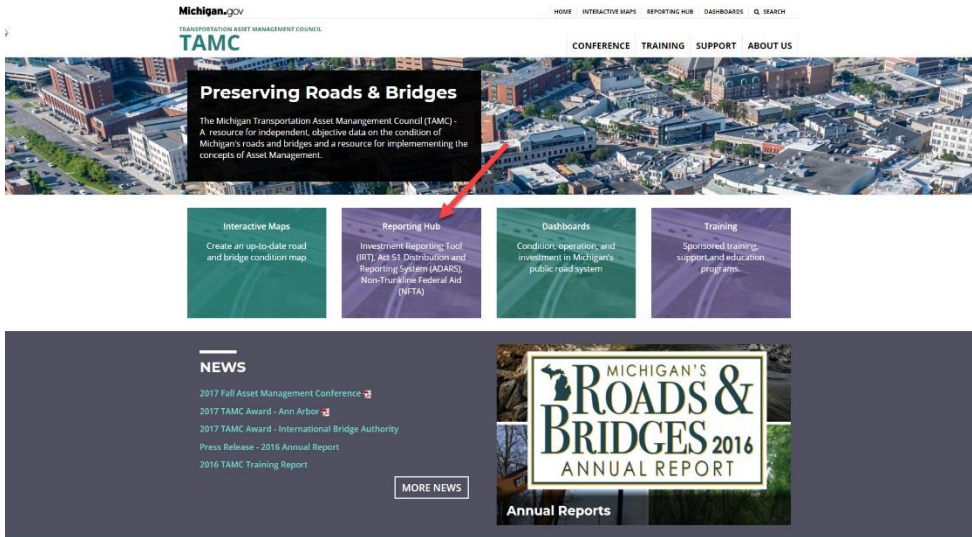 Michigan.gov
HOME INTERACTIVE MAPS REPORTING HUB DASHBOARDS SEARCH
TRANSPORTATION ASSET MANAGEMENT COUNCIL
TAMC
CONFERENCE TRAINING SUPPORT ABOUT US
Preserving Roads & Bridges
The Michigan Transportation Asset Manangement Council (TAMC) -
A resource for independent, objective data on the condition of
Michigan's roads and bridges and a resource for implemementing the
concepts of Asset Management.
Interactive Maps
Create an up-to-date road
and bridge condition map
Reporting Hub
Investment Reporting Tool
(IRT), Act 51 Distribution and
Reporting System (ADARS),
Non-Trunkline Federal Aid
(NFTA)
Dashboards
Condition, operation, and
investment in Michigan's
public road system
Training
Sponsored training,
support,and education
programs.
NEWS
2017 Fall Asset Management Conference
2017 TAMC Award - Ann Arbor
2017 TAMC Award - International Bridge Authority
Press Release - 2016 Annual Report
2016 TAMC Training Report
MORE NEWS
MICHIGAN'S
ROADS &
BRIDGES 2016
ANNUAL REPORT
Annual Reports